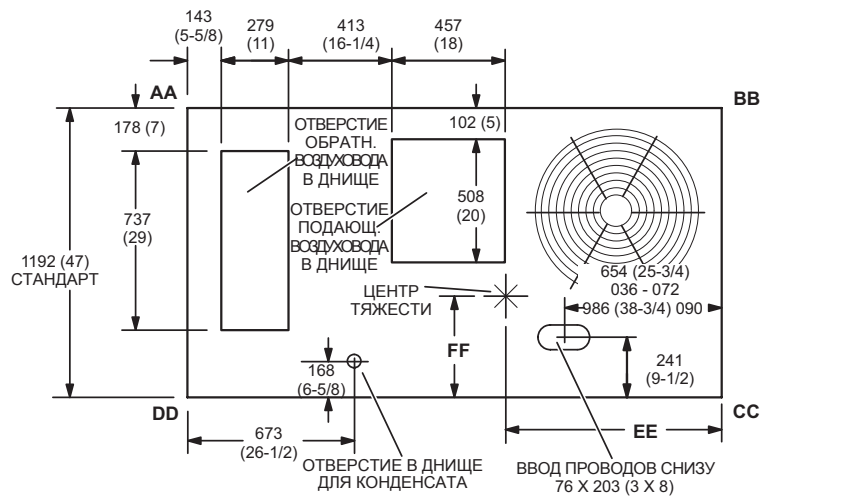 143
(5-5/8)
279
(11)
413
(16-1/4)
457
(18)
AA
BB
178 (7)
102 (5)
ОТВЕРСТИЕ
ОБРАТН.
ВОЗДУХОВОДА
В ДНИЩЕ
737
(29)
508
(20)
ОТВЕРСТИЕ
ПОДАЮЩ.
ВОЗДУХОВОДА
В ДНИЩЕ
1192 (47)
СТАНДАРТ
654 (25-3/4)
036 - 072
986 (38-3/4) 090
ЦЕНТР
ТЯЖЕСТИ
FF
168
(6-5/8)
241
(9-1/2)
DD
CC
673
(26-1/2)
EE
ОТВЕРСТИЕ В ДНИЩЕ
ДЛЯ КОНДЕНСАТА
ВВОД ПРОВОДОВ СНИЗУ
76 X 203 (3 X 8)